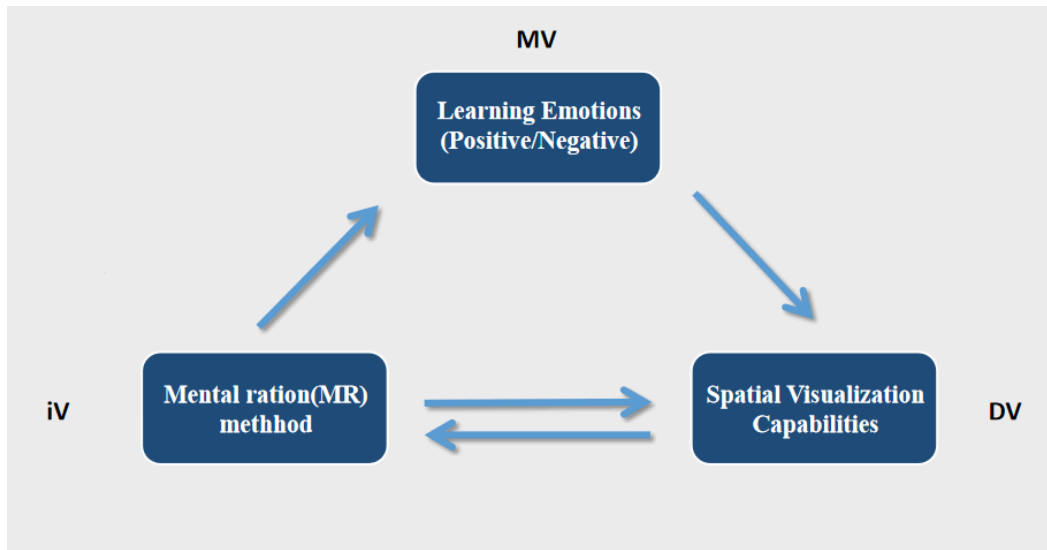 MV
Learning Emotions
(Positive/Negative)
iV
Mental ration(MR)
methhod
Spatial Visualization
Capabilities
DV